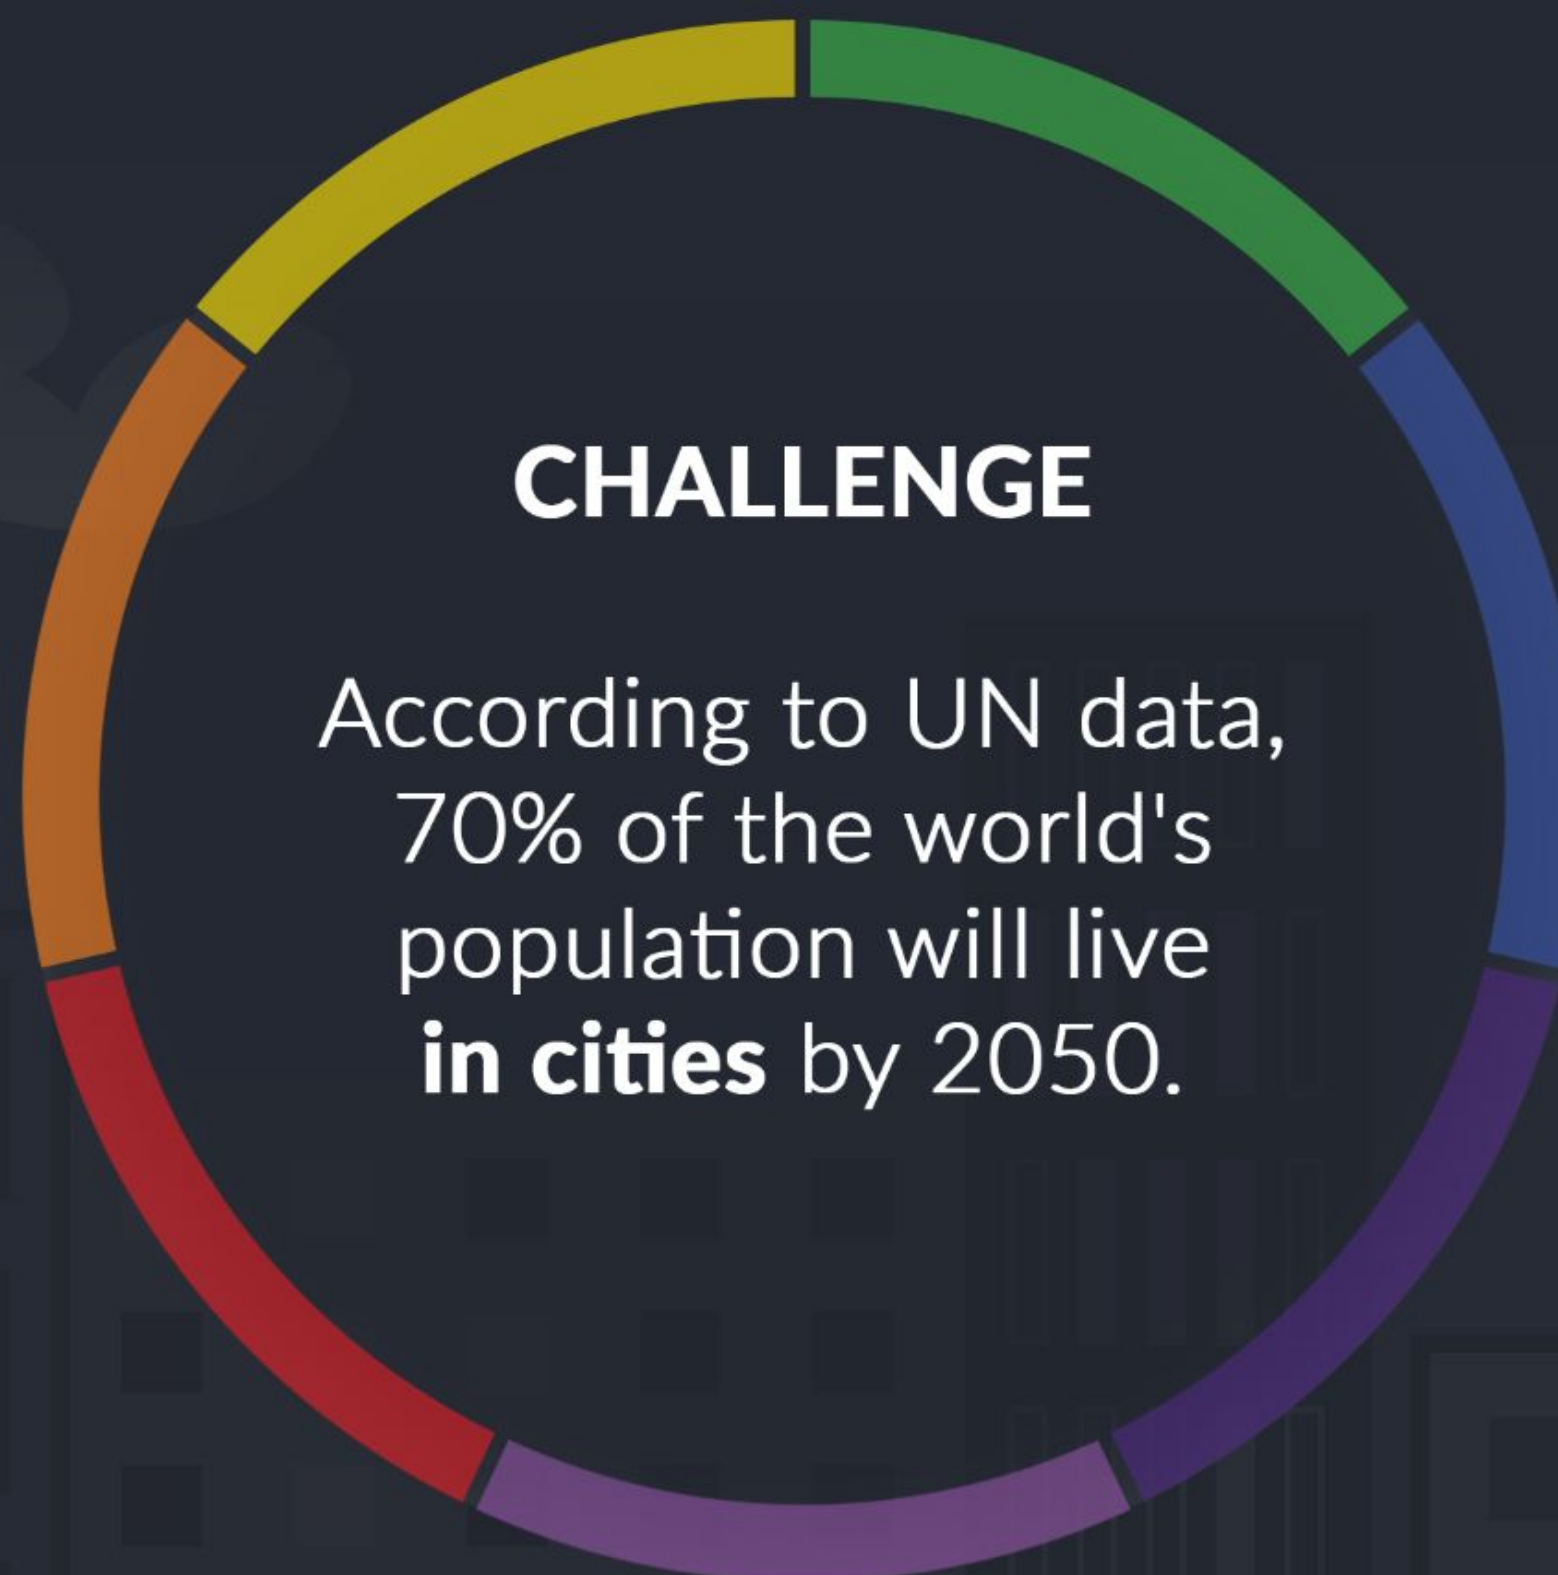 CHALLENGE
According to UN data,
70% of the world's
population will live
in cities by 2050.